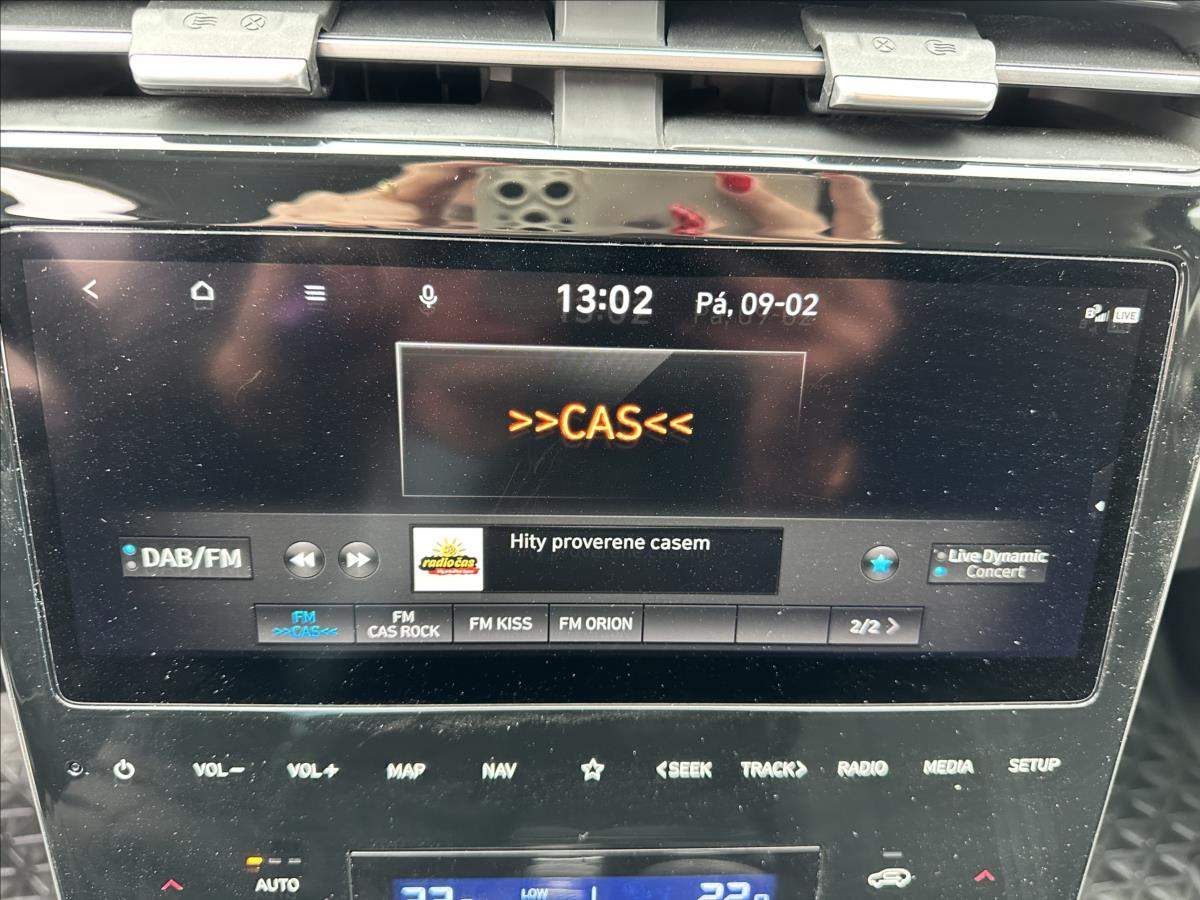 13:02 Pá, 09-02
LIVE
>>CAS<<
DAB/FM
radiočas
Hity proverene casem
Live Dynamic
Concert
FM
>>CAS<<
FM
CAS ROCK
FM KISS
FM ORION
2/2 >
VOL− VOL+ MAP NAV <SEEK TRACK> RADIO MEDIA SETUP
AUTO
LOW